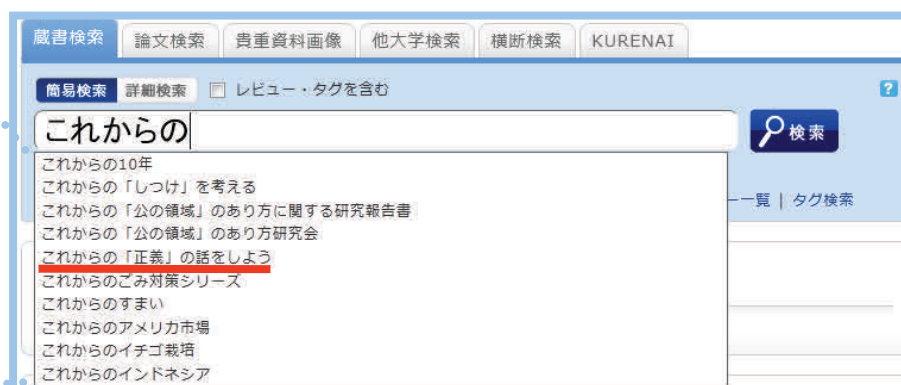 蔵書検索 論文検索 貴重資料画像 他大学検索 横断検索 KURENAI
簡易検索 詳細検索 レビュー・タグを含む ?
これからの 検索
これからの10年
これからの「しつけ」を考える
ー一覧 | タグ検索
これからの「公の領域」のあり方に関する研究報告書
これからの「公の領域」のあり方研究会
これからの「正義」の話をしよう
これからのごみ対策シリーズ
これからのすまい
これからのアメリカ市場
これからのイチゴ栽培
これからのインドネシア